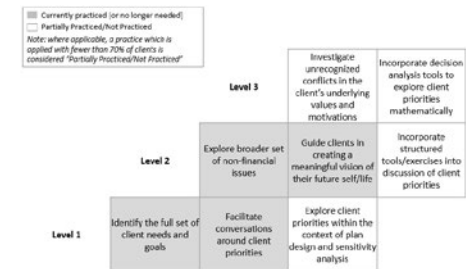 Currently practiced (or no longer needed)
Partially Practiced/Not Practiced
Note: where applicable, a practice which is
applied with fewer than 70% of clients is
considered "Partially Practiced/Not Practiced"
Level 3
Investigate
unrecognized
conflicts in the
client's underlying
values and
motivations
Incorporate decision
analysis tools to
explore client
priorities
mathematically
Level 2
Explore broader set
of non-financial
issues
Guide clients in
creating a
meaningful vision of
their future self/life
Incorporate
structured
tools/exercises into
discussion of client
priorities
Level 1
Identify the full set of
client needs and
goals
Facilitate
conversations
around client
priorities
Explore client
priorities within the
context of plan
design and sensitivity
analysis